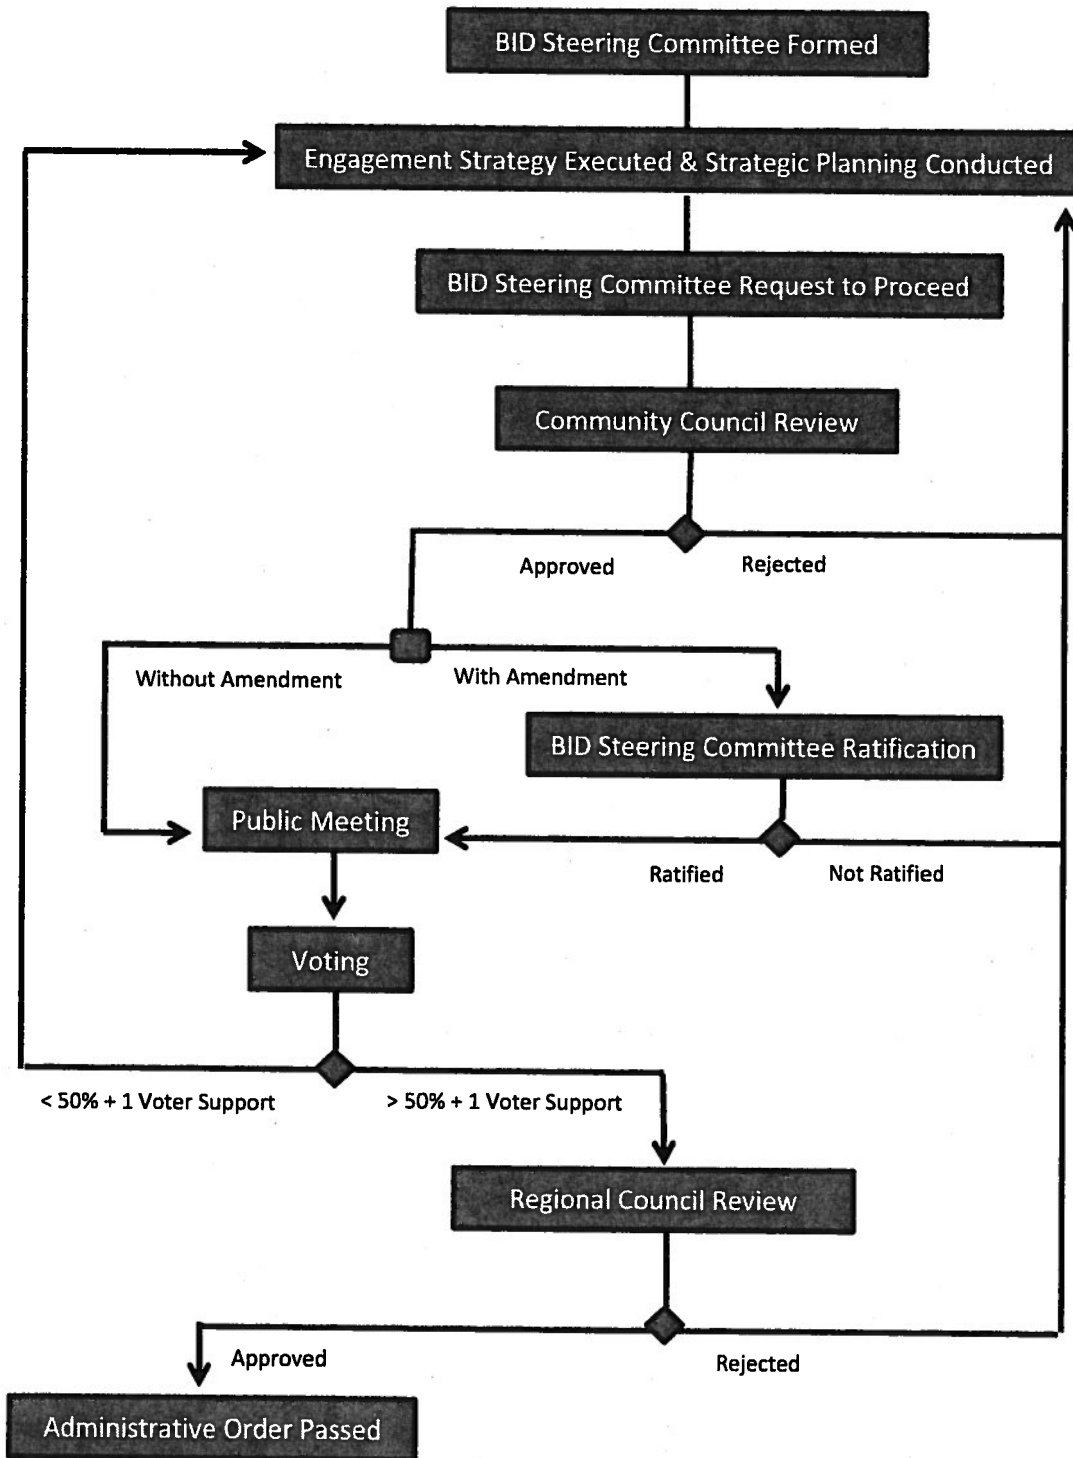 BID Steering Committee Formed
Engagement Strategy Executed & Strategic Planning Conducted
BID Steering Committee Request to Proceed
Community Council Review
Approved
Rejected
Without Amendment
With Amendment
BID Steering Committee Ratification
Public Meeting
Ratified
Not Ratified
Voting
< 50% + 1 Voter Support
> 50% + 1 Voter Support
Regional Council Review
Approved
Rejected
Administrative Order Passed